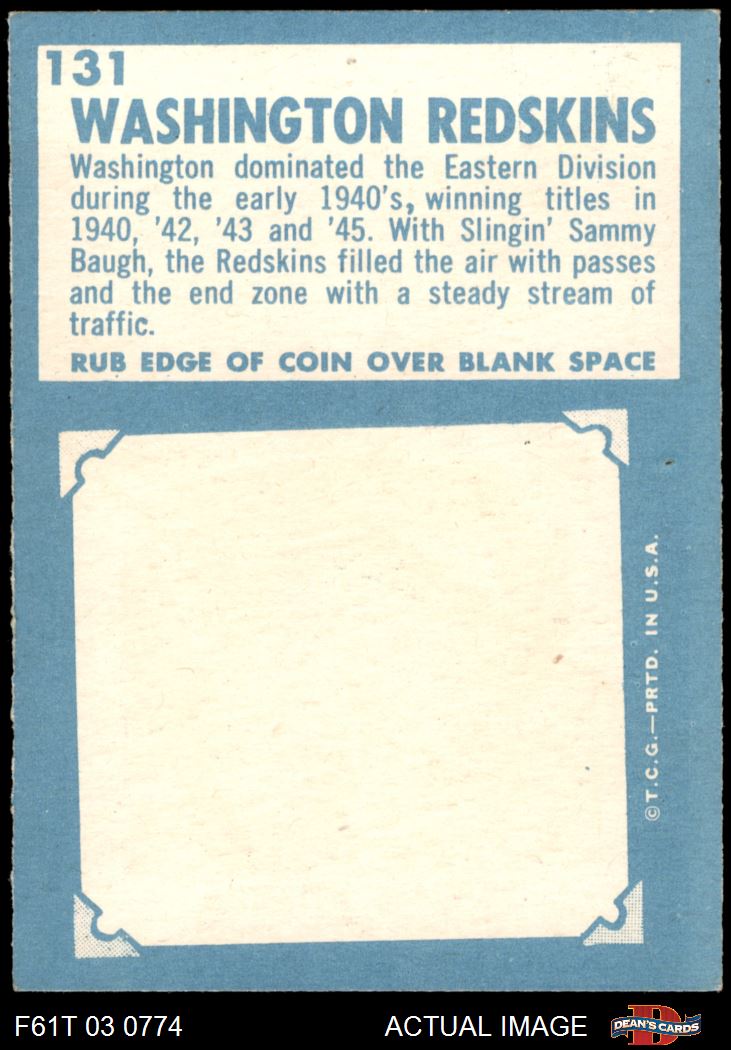 131
WASHINGTON REDSKINS
Washington dominated the Eastern Division
during the early 1940's, winning titles in
1940, '42, '43 and '45. With Slingin' Sammy
Baugh, the Redskins filled the air with passes
and the end zone with a steady stream of
traffic.
RUB EDGE OF COIN OVER BLANK SPACE
©T.C.G.—PRTD. IN U.S.A.
F61T 03 0774
ACTUAL IMAGE
D
DEAN'S CARDS